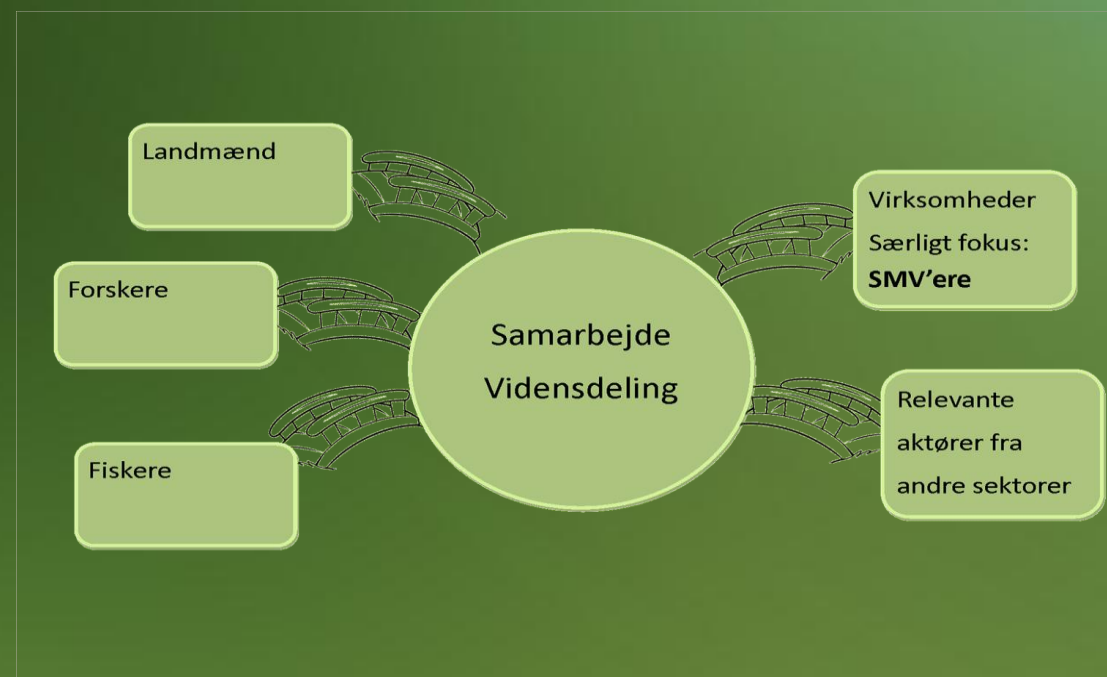 Landmænd
Forskere
Fiskere
Samarbejde
Vidensdeling
Virksomheder
Særligt fokus:
SMV’ere
Relevante
aktører fra
andre sektorer